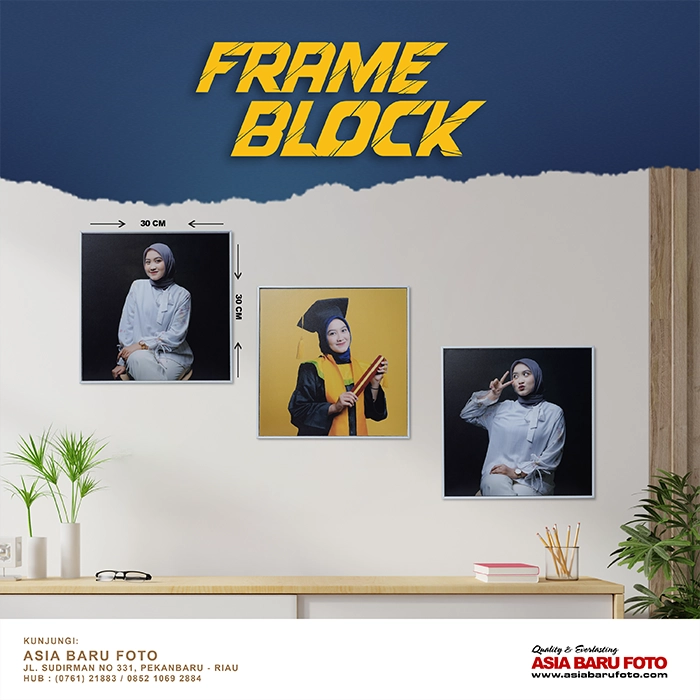 FRAME
BLOCK
30 CM
30 CM
KUNJUNGI:
ASIA BARU FOTO
JL. SUDIRMAN NO 331, PEKANBARU - RIAU
HUB : (0761) 21883 / 0852 1069 2884
Quality & Everlasting
ASIA BARU FOTO
www.asiabarufoto.com